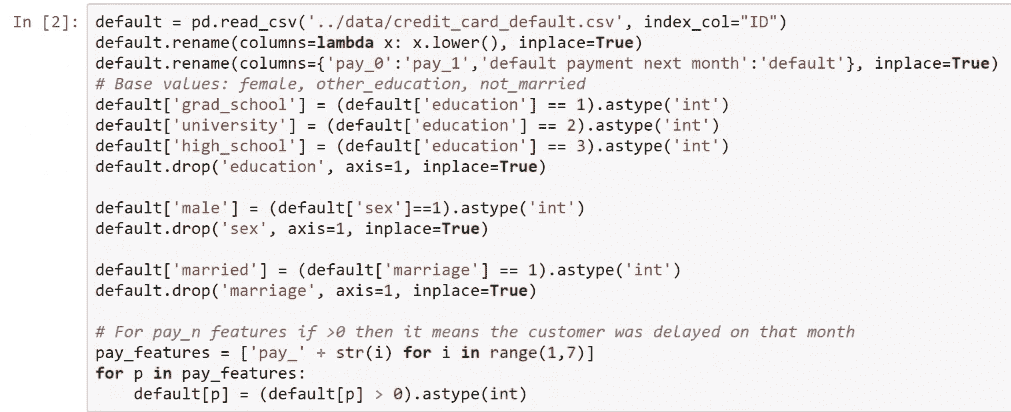 In [2]: default = pd.read_csv('../data/credit_card_default.csv', index_col="ID")
default.rename(columns=lambda x: x.lower(), inplace=True)
default.rename(columns={'pay_0':'pay_1','default payment next month':'default'}, inplace=True)
# Base values: female, other_education, not_married
default['grad_school'] = (default['education'] == 1).astype('int')
default['university'] = (default['education'] == 2).astype('int')
default['high_school'] = (default['education'] == 3).astype('int')
default.drop('education', axis=1, inplace=True)

default['male'] = (default['sex']==1).astype('int')
default.drop('sex', axis=1, inplace=True)

default['married'] = (default['marriage'] == 1).astype('int')
default.drop('marriage', axis=1, inplace=True)

# For pay_n features if >0 then it means the customer was delayed on that month
pay_features = ['pay_' + str(i) for i in range(1,7)]
for p in pay_features:
    default[p] = (default[p] > 0).astype(int)